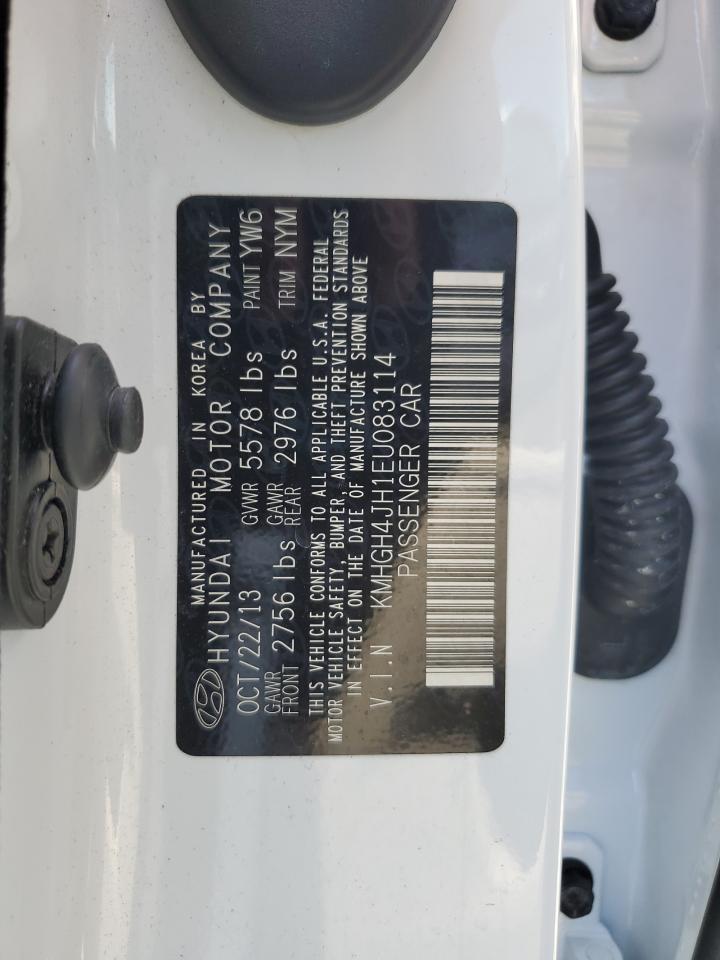 MANUFACTURED IN KOREA BY
HYUNDAI MOTOR COMPANY
OCT/22/13 GVWR 5578 lbs PAINT YW6
GAWR FRONT 2756 lbs GAWR REAR 2976 lbs TRIM NYM
THIS VEHICLE CONFORMS TO ALL APPLICABLE U.S.A. FEDERAL
MOTOR VEHICLE SAFETY, BUMPER, AND THEFT PREVENTION STANDARDS
IN EFFECT ON THE DATE OF MANUFACTURE SHOWN ABOVE
V.I.N KMHGH4JH1EU083114
PASSENGER CAR